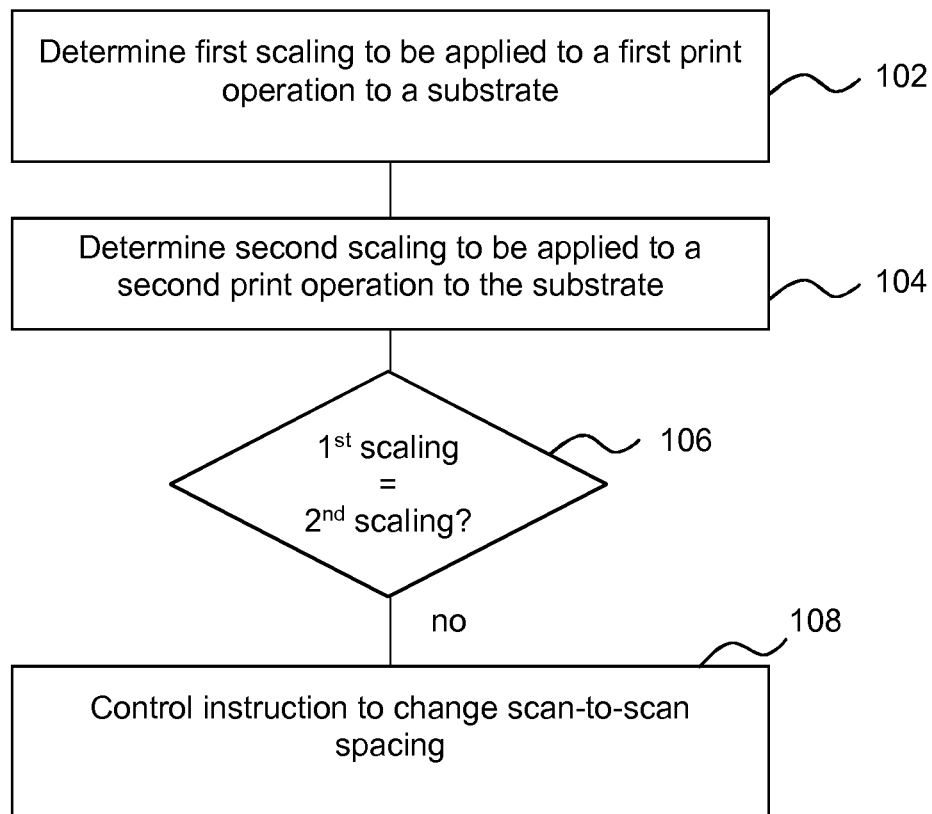 Determine first scaling to be applied to a first print
operation to a substrate
102
Determine second scaling to be applied to a
second print operation to the substrate
104
1st scaling
=
2nd scaling?
106
no
108
Control instruction to change scan-to-scan
spacing